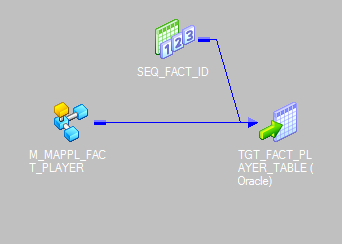 SEQ_FACT_ID
M_MAPPL_FAC
T_PLAYER
TGT_FACT_PL
AYER_TABLE (
Oracle)